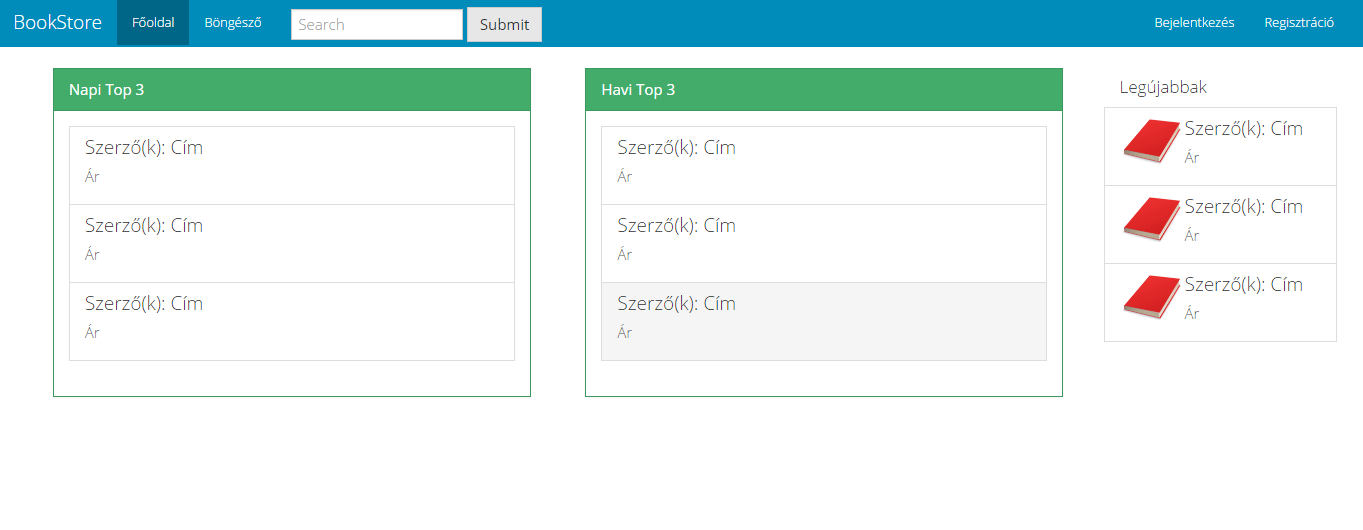 BookStore Főoldal Böngésző Search Submit Bejelentkezés Regisztráció
Napi Top 3
Szerző(k): Cím
Ár
Szerző(k): Cím
Ár
Szerző(k): Cím
Ár
Havi Top 3
Szerző(k): Cím
Ár
Szerző(k): Cím
Ár
Szerző(k): Cím
Ár
Legújabbak
Szerző(k): Cím
Ár
Szerző(k): Cím
Ár
Szerző(k): Cím
Ár